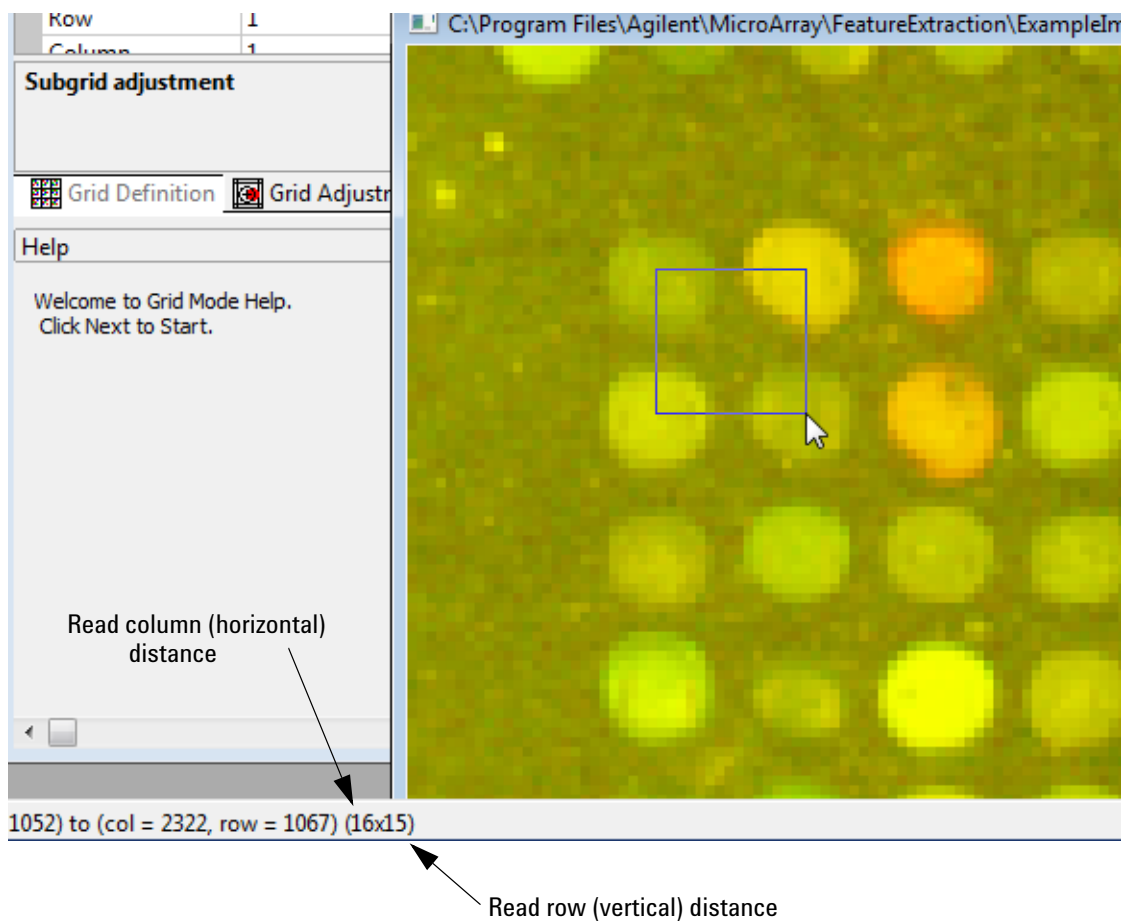 Row 1
Column 1
C:\Program Files\Agilent\MicroArray\FeatureExtraction\ExampleIm
Subgrid adjustment
Grid Definition Grid Adjustr
Help
Welcome to Grid Mode Help.
Click Next to Start.
Read column (horizontal)
distance
1052) to (col = 2322, row = 1067) (16x15)
Read row (vertical) distance